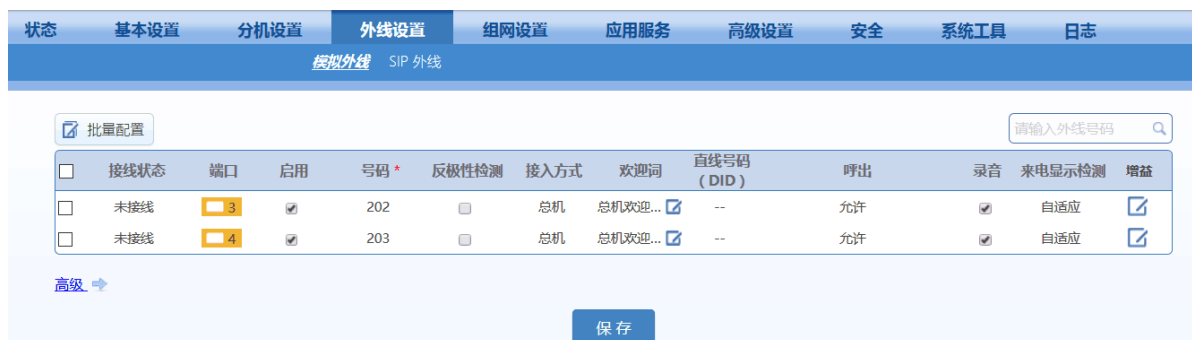 状态 基本设置 分机设置 外线设置 组网设置 应用服务 高级设置 安全 系统工具 日志
模拟外线 SIP 外线
批量配置 请输入外线号码
接线状态 端口 启用 号码 * 反极性检测 接入方式 欢迎词 直线号码（DID） 呼出 录音 来电显示检测 增益
未接线 3 202 总机 总机欢迎... -- 允许 自适应
未接线 4 203 总机 总机欢迎... -- 允许 自适应
高级
保 存